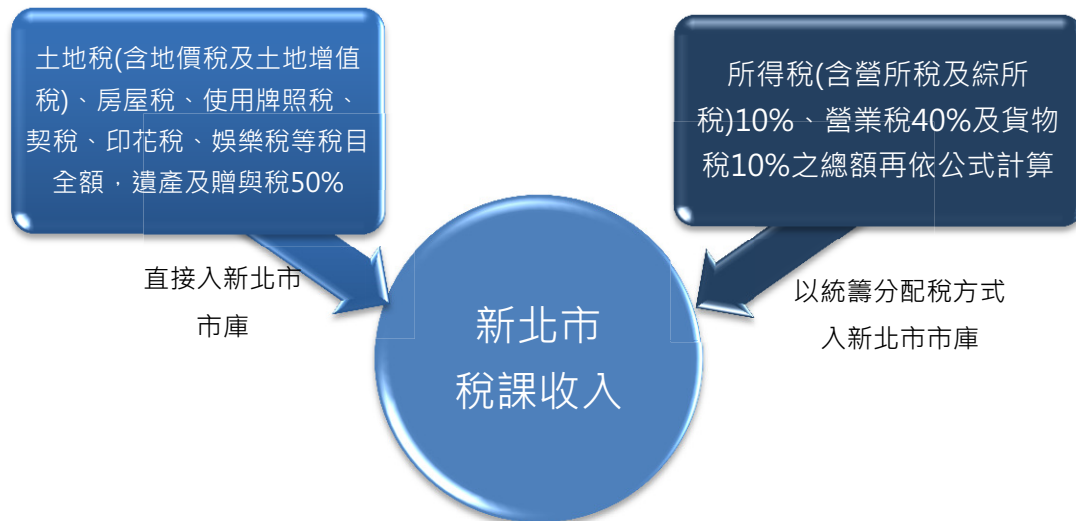 土地稅(含地價稅及土地增值
稅)、房屋稅、使用牌照稅、
契稅、印花稅、娛樂稅等稅目
全額，遺產及贈與稅50%
所得稅(含營所稅及綜所
稅)10%、營業稅40%及貨物
稅10%之總額再依公式計算
直接入新北市
市庫
以統籌分配稅方式
入新北市市庫
新北市
稅課收入